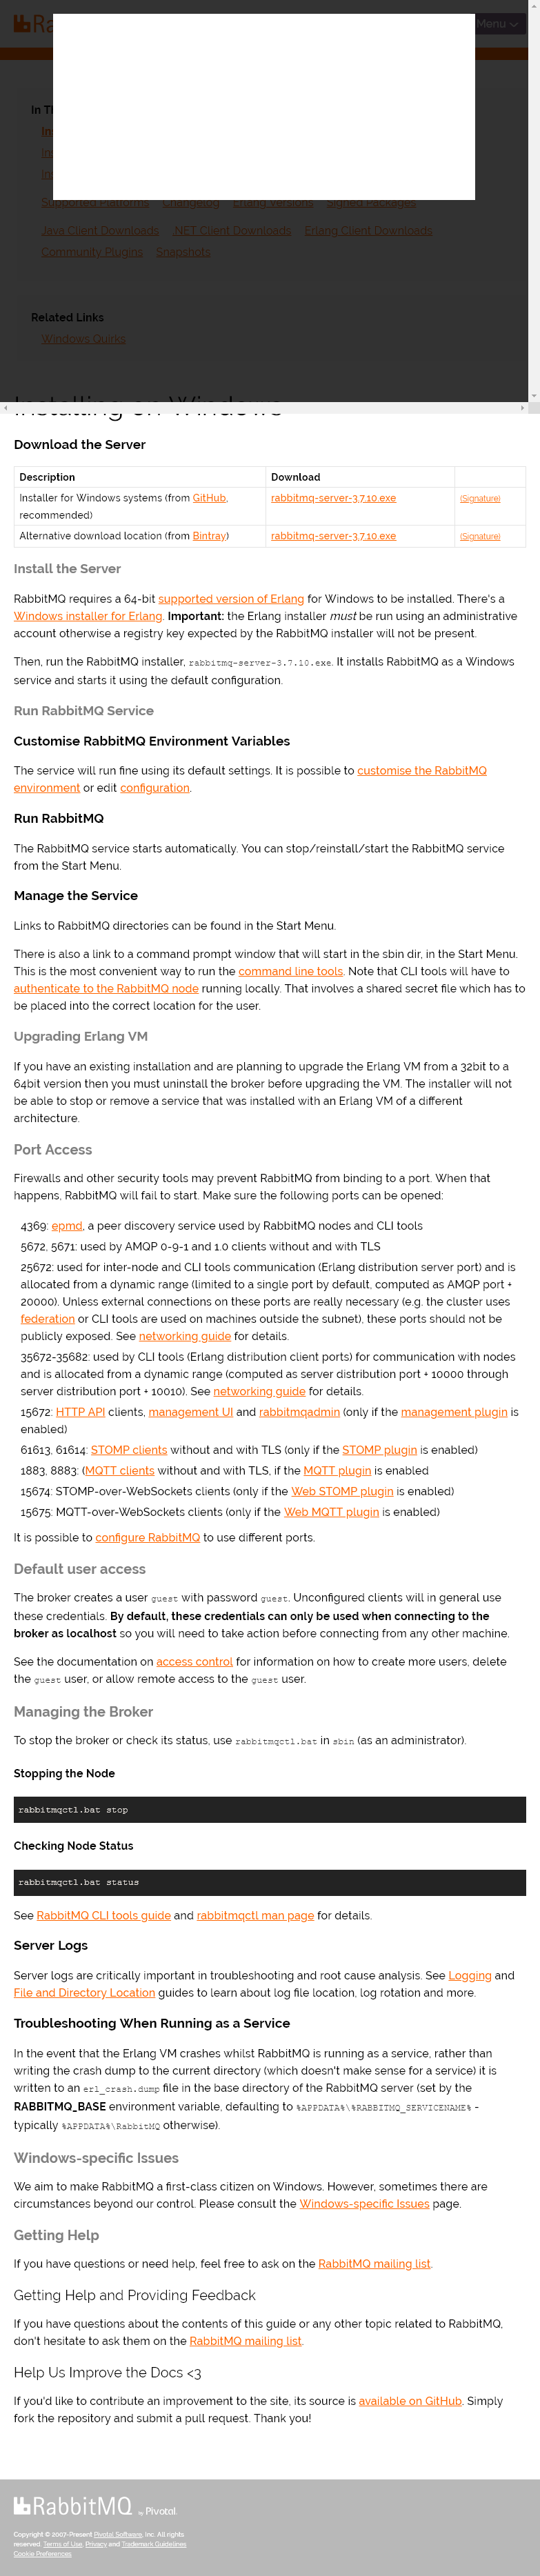 Menu
Supported Platforms Changelog Erlang Versions Signed Packages
Java Client Downloads .NET Client Downloads Erlang Client Downloads
Community Plugins Snapshots
Related Links
Windows Quirks
Installing on Windows
Download the Server
Description Download
Installer for Windows systems (from GitHub, recommended) rabbitmq-server-3.7.10.exe (Signature)
Alternative download location (from Bintray) rabbitmq-server-3.7.10.exe (Signature)
Install the Server
RabbitMQ requires a 64-bit supported version of Erlang for Windows to be installed. There's a
Windows installer for Erlang. Important: the Erlang installer must be run using an administrative
account otherwise a registry key expected by the RabbitMQ installer will not be present.
Then, run the RabbitMQ installer, rabbitmq-server-3.7.10.exe. It installs RabbitMQ as a Windows
service and starts it using the default configuration.
Run RabbitMQ Service
Customise RabbitMQ Environment Variables
The service will run fine using its default settings. It is possible to customise the RabbitMQ
environment or edit configuration.
Run RabbitMQ
The RabbitMQ service starts automatically. You can stop/reinstall/start the RabbitMQ service
from the Start Menu.
Manage the Service
Links to RabbitMQ directories can be found in the Start Menu.
There is also a link to a command prompt window that will start in the sbin dir, in the Start Menu.
This is the most convenient way to run the command line tools. Note that CLI tools will have to
authenticate to the RabbitMQ node running locally. That involves a shared secret file which has to
be placed into the correct location for the user.
Upgrading Erlang VM
If you have an existing installation and are planning to upgrade the Erlang VM from a 32bit to a
64bit version then you must uninstall the broker before upgrading the VM. The installer will not
be able to stop or remove a service that was installed with an Erlang VM of a different
architecture.
Port Access
Firewalls and other security tools may prevent RabbitMQ from binding to a port. When that
happens, RabbitMQ will fail to start. Make sure the following ports can be opened:
4369: epmd, a peer discovery service used by RabbitMQ nodes and CLI tools
5672, 5671: used by AMQP 0-9-1 and 1.0 clients without and with TLS
25672: used for inter-node and CLI tools communication (Erlang distribution server port) and is
allocated from a dynamic range (limited to a single port by default, computed as AMQP port +
20000). Unless external connections on these ports are really necessary (e.g. the cluster uses
federation or CLI tools are used on machines outside the subnet), these ports should not be
publicly exposed. See networking guide for details.
35672-35682: used by CLI tools (Erlang distribution client ports) for communication with nodes
and is allocated from a dynamic range (computed as server distribution port + 10000 through
server distribution port + 10010). See networking guide for details.
15672: HTTP API clients, management UI and rabbitmqadmin (only if the management plugin is
enabled)
61613, 61614: STOMP clients without and with TLS (only if the STOMP plugin is enabled)
1883, 8883: (MQTT clients without and with TLS, if the MQTT plugin is enabled
15674: STOMP-over-WebSockets clients (only if the Web STOMP plugin is enabled)
15675: MQTT-over-WebSockets clients (only if the Web MQTT plugin is enabled)
It is possible to configure RabbitMQ to use different ports.
Default user access
The broker creates a user guest with password guest. Unconfigured clients will in general use
these credentials. By default, these credentials can only be used when connecting to the
broker as localhost so you will need to take action before connecting from any other machine.
See the documentation on access control for information on how to create more users, delete
the guest user, or allow remote access to the guest user.
Managing the Broker
To stop the broker or check its status, use rabbitmqctl.bat in sbin (as an administrator).
Stopping the Node
rabbitmqctl.bat stop
Checking Node Status
rabbitmqctl.bat status
See RabbitMQ CLI tools guide and rabbitmqctl man page for details.
Server Logs
Server logs are critically important in troubleshooting and root cause analysis. See Logging and
File and Directory Location guides to learn about log file location, log rotation and more.
Troubleshooting When Running as a Service
In the event that the Erlang VM crashes whilst RabbitMQ is running as a service, rather than
writing the crash dump to the current directory (which doesn't make sense for a service) it is
written to an erl_crash.dump file in the base directory of the RabbitMQ server (set by the
RABBITMQ_BASE environment variable, defaulting to %APPDATA%\%RABBITMQ_SERVICENAME% -
typically %APPDATA%\RabbitMQ otherwise).
Windows-specific Issues
We aim to make RabbitMQ a first-class citizen on Windows. However, sometimes there are
circumstances beyond our control. Please consult the Windows-specific Issues page.
Getting Help
If you have questions or need help, feel free to ask on the RabbitMQ mailing list.
Getting Help and Providing Feedback
If you have questions about the contents of this guide or any other topic related to RabbitMQ,
don't hesitate to ask them on the RabbitMQ mailing list.
Help Us Improve the Docs <3
If you'd like to contribute an improvement to the site, its source is available on GitHub. Simply
fork the repository and submit a pull request. Thank you!
RabbitMQ by Pivotal
Copyright © 2007-Present Pivotal Software, Inc. All rights
reserved. Terms of Use, Privacy and Trademark Guidelines
Cookie Preferences